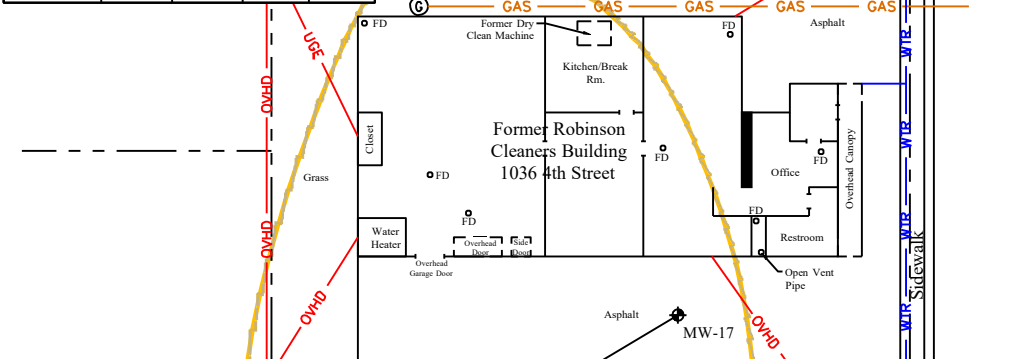 G
GAS
GAS
GAS
GAS
GAS
FD
Former Dry
Clean Machine
FD
Asphalt
WTR
UGE
Kitchen/Break
Rm.
OVHD
Closet
Former Robinson
Cleaners Building
1036 4th Street
WTR
FD
FD
Overhead Canopy
Grass
FD
Office
FD
FD
WTR
Water
Heater
Overhead
Door
Side
Door
Restroom
OVHD
Sidewalk
Overhead
Garage Door
Open Vent
Pipe
OVHD
Asphalt
MW-17
OVHD
WTR